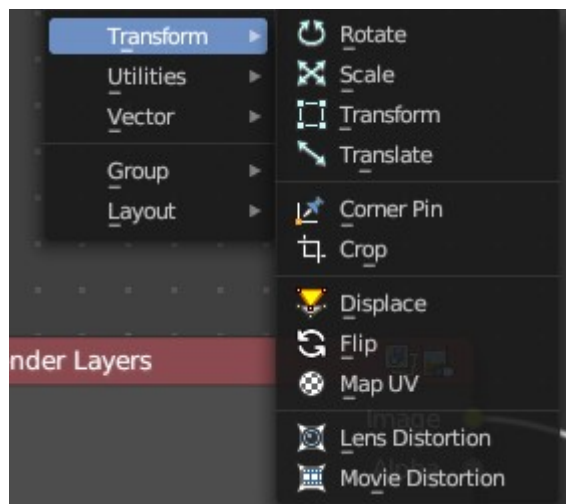 Transform
Utilities
Vector
Group
Layout
Rotate
Scale
Transform
Translate
Corner Pin
Crop
Displace
Flip
Map UV
Lens Distortion
Movie Distortion
nder Layers
Image